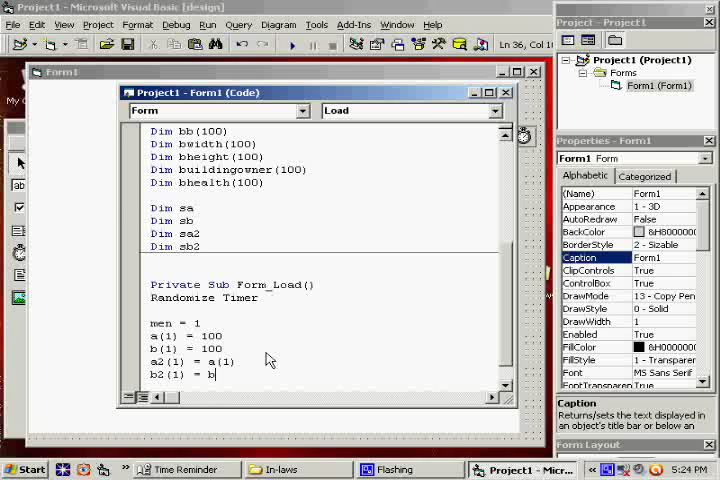 Project1 - Microsoft Visual Basic [design]
File Edit View Project Format Debug Run Query Diagram Tools Add-Ins Window Help
Ln 36, Col
Form1
Project1 - Form1 (Code)
Form Load
Dim bb(100)
Dim bwidth(100)
Dim bheight(100)
Dim buildingowner(100)
Dim bhealth(100)
Dim sa
Dim sb
Dim sa2
Dim sb2
Private Sub Form_Load()
Randomize Timer
men = 1
a(1) = 100
b(1) = 100
a2(1) = a(1)
b2(1) = b
My C
ab
Project - Project1
Project1 (Project1)
Forms
Form1 (Form1)
Properties - Form1
Form1 Form
Alphabetic Categorized
(Name) Form1
Appearance 1 - 3D
AutoRedraw False
BackColor &H8000000
BorderStyle 2 - Sizable
Caption Form1
ClipControls True
ControlBox True
DrawMode 13 - Copy Pen
DrawStyle 0 - Solid
DrawWidth 1
Enabled True
FillColor &H0000000
FillStyle 1 - Transparen
Font MS Sans Serif
FontTransparen True
Caption
Returns/sets the text displayed in
an object's title bar or below an
Form Layout
Start » Time Reminder In-laws Flashing Project1 - Micr... « 5:24 PM